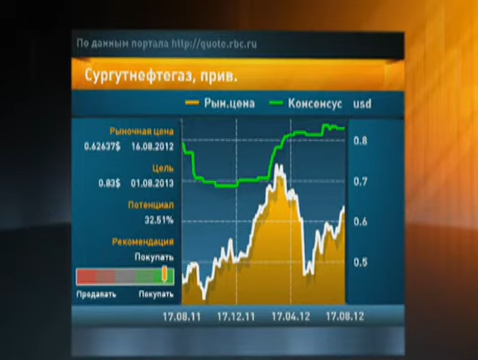 По данным портала http://quote.rbc.ru
Сургутнефтегаз, прив.
Рын.цена Консенсус usd
Рыночная цена
0.62637$ 16.08.2012
Цель
0.83$ 01.08.2013
Потенциал
32.51%
Рекомендация
Покупать
Продавать Покупать
0.8
0.7
0.6
0.5
17.08.11 17.12.11 17.04.12 17.08.12